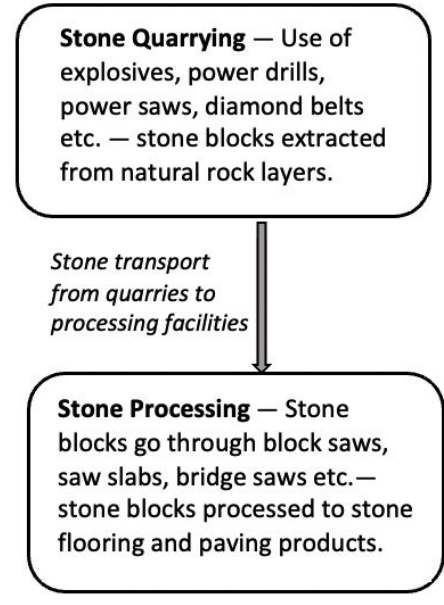 Stone Quarrying — Use of
explosives, power drills,
power saws, diamond belts
etc. — stone blocks extracted
from natural rock layers.
Stone transport
from quarries to
processing facilities
Stone Processing — Stone
blocks go through block saws,
saw slabs, bridge saws etc.—
stone blocks processed to stone
flooring and paving products.